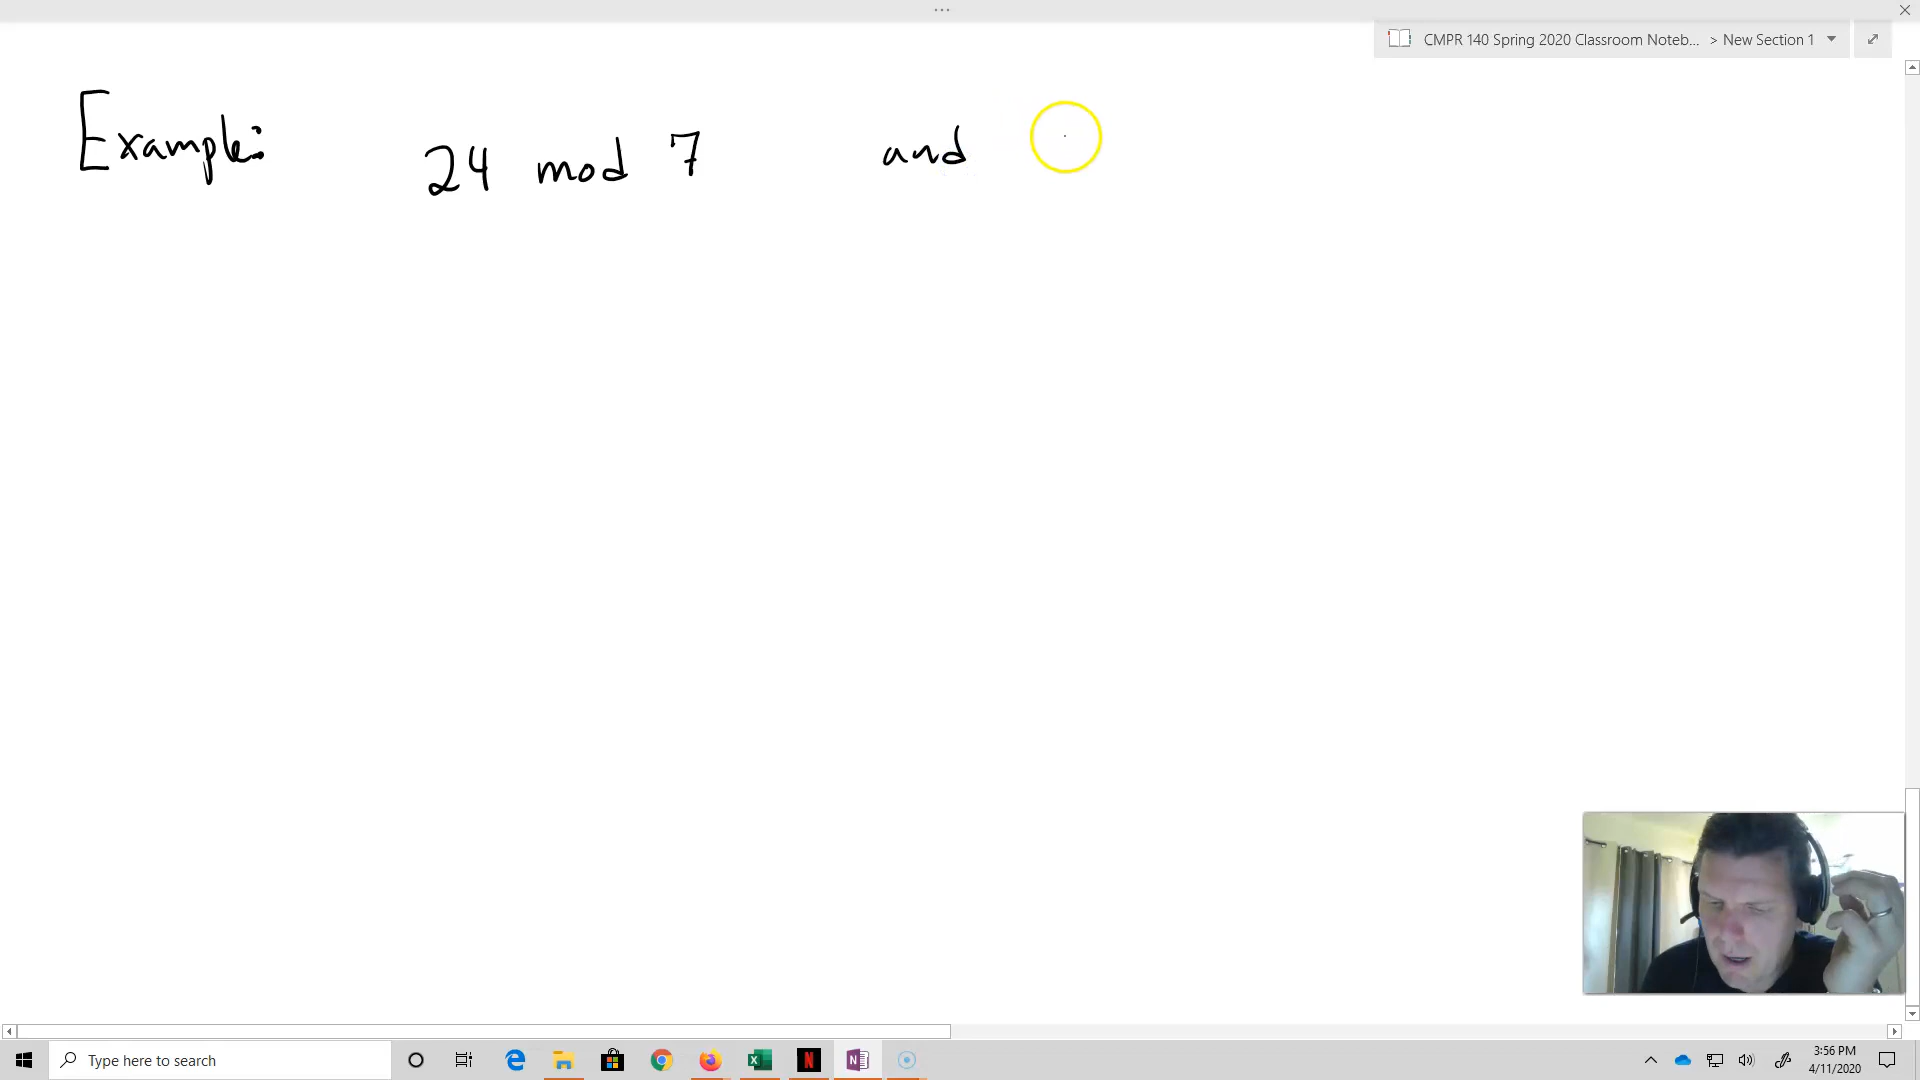 CMPR 140 Spring 2020 Classroom Noteb... > New Section 1
Example: 24 mod 7 and
Type here to search
3:56 PM
4/11/2020